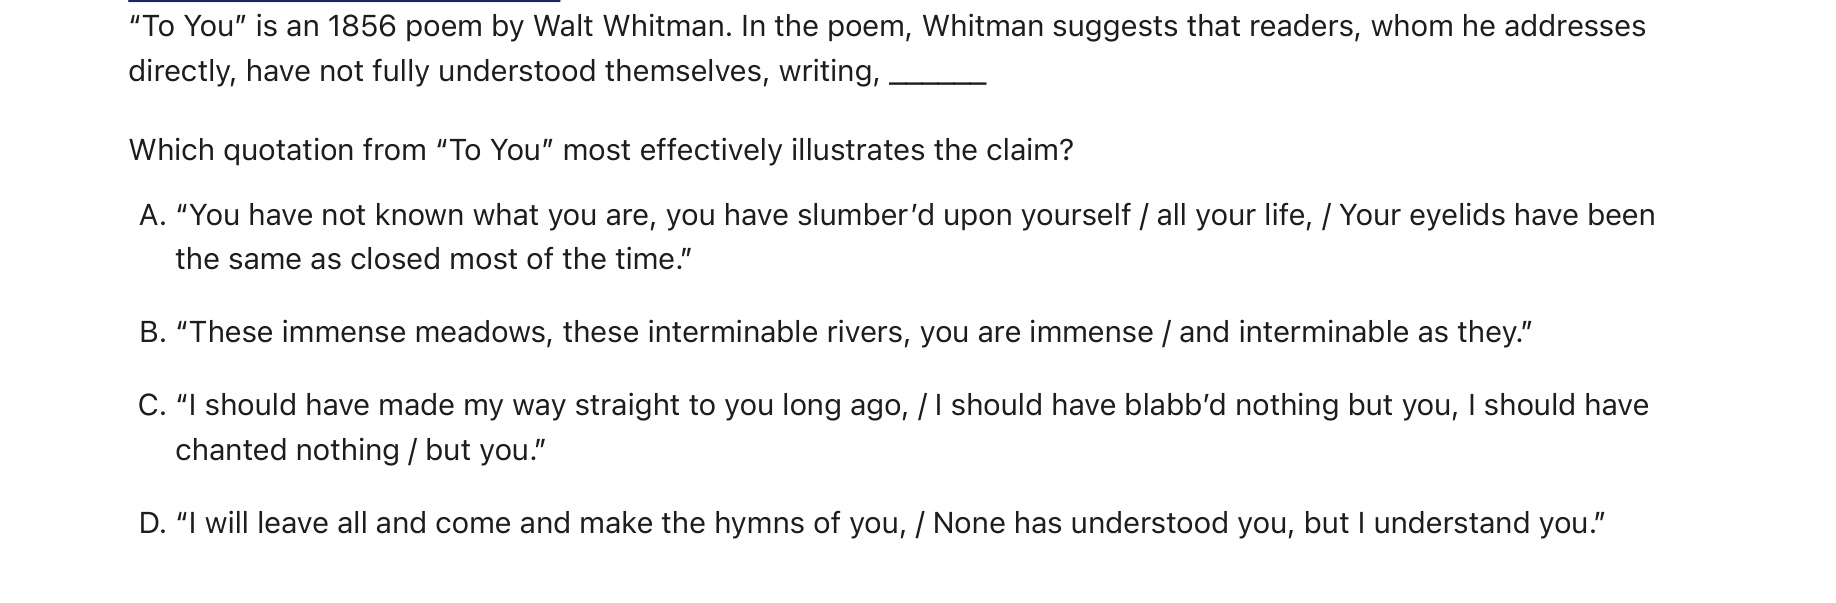 “To You” is an 1856 poem by Walt Whitman. In the poem, Whitman suggests that readers, whom he addresses
directly, have not fully understood themselves, writing, ______
Which quotation from “To You” most effectively illustrates the claim?
A. “You have not known what you are, you have slumber’d upon yourself / all your life, / Your eyelids have been
the same as closed most of the time.”
B. “These immense meadows, these interminable rivers, you are immense / and interminable as they.”
C. “I should have made my way straight to you long ago, / I should have blabb’d nothing but you, I should have
chanted nothing / but you.”
D. “I will leave all and come and make the hymns of you, / None has understood you, but I understand you.”